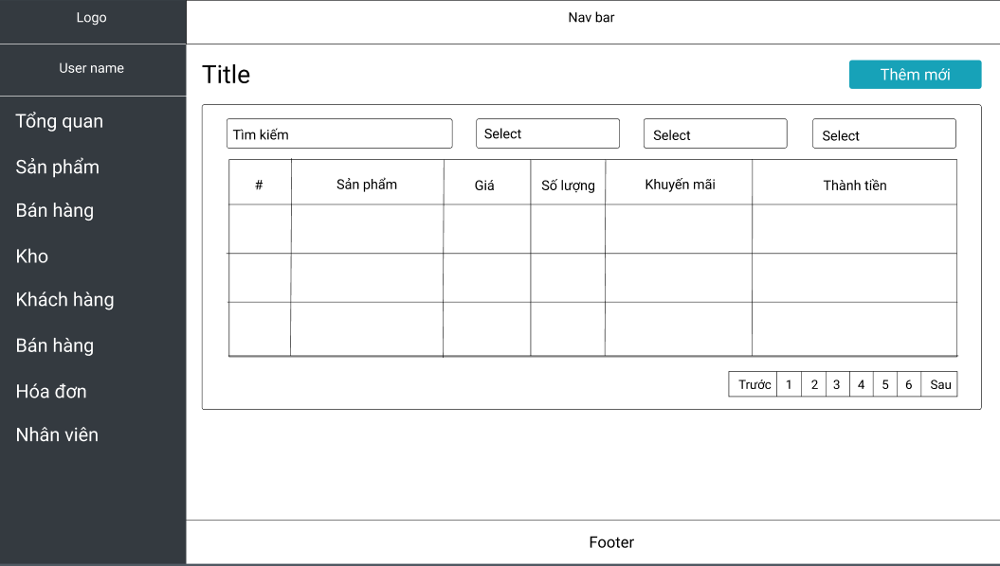 Logo
Nav bar
User name
Title
Thêm mới
Tổng quan
Sản phẩm
Bán hàng
Kho
Khách hàng
Bán hàng
Hóa đơn
Nhân viên
Tìm kiếm
Select
Select
Select
# Sản phẩm Giá Số lượng Khuyến mãi Thành tiền
Trước 1 2 3 4 5 6 Sau
Footer